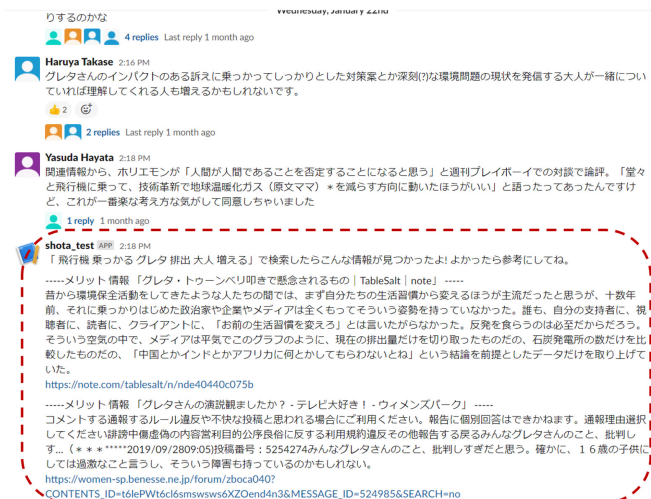 Wednesday, January 22nd
りするのかな
4 replies Last reply 1 month ago
Haruya Takase 2:16 PM
グレタさんのインパクトのある訴えに乗っかってしっかりとした対策案とか深刻(?)な環境問題の現状を発信する大人が一緒につい
ていれば理解してくれる人も増えるかもしれないです。
2
2 replies Last reply 1 month ago
Yasuda Hayata 2:18 PM
関連情報から、ホリエモンが「人間が人間であることを否定することになると思う」と週刊プレイボーイでの対談で論評。「堂々
と飛行機に乗って、技術革新で地球温暖化ガス（原文ママ）＊を減らす方向に動いたほうがいい」と語ったってあったんですけ
ど、これが一番楽な考え方な気がして同意しちゃいました
1 reply 1 month ago
shota_test APP 2:18 PM
「 飛行機 乗っかる グレタ 排出 大人 増える」で検索したらこんな情報が見つかったよ! よかったら参考にしてね。
-----メリット情報 「グレタ・トゥーンベリ叩きで懸念されるもの｜TableSalt｜note」 -----
昔から環境保全活動をしてきたような人たちの間では、まず自分たちの生活習慣から変えるほうが主流だったと思うが、十数年
前、それに乗っかりはじめた政治家や企業やメディアは全くもってそういう姿勢を持っていなかった。誰も、自分の支持者に、視
聴者に、読者に、クライアントに、「お前の生活習慣を変えろ」とは言いたがらなかった。反発を食らうのは必至だからだろう。
そういう空気の中で、メディアは平気でこのグラフのように、現在の排出量だけを切り取ったものだの、石炭発電所の数だけを比
較したものだの、「中国とかインドとかアフリカに何とかしてもらわないとね」という結論を前提としたデータだけを取り上げて
いた。
https://note.com/tablesalt/n/nde40440c075b
-----メリット情報 「グレタさんの演説観ましたか？ - テレビ大好き！ - ウィメンズパーク」 -----
コメントする通報するルール違反や不快な投稿と思われる場合にご利用ください。報告に個別回答はできかねます。通報理由選択
してください誹謗中傷虚偽の内容営利目的公序良俗に反する利用規約違反その他報告する戻るみんなグレタさんのこと、批判し
す...（＊＊＊*****2019/09/2809:05)投稿番号：5254274みんなグレタさんのこと、批判しすぎだと思う。確かに、１６歳の子供に
しては過激なこと言うし、そういう障害も持っているのかもしれない。
https://women-sp.benesse.ne.jp/forum/zboca040?
CONTENTS_ID=t6lePWt6cl6smswsws6XZOend4n3&MESSAGE_ID=524985&SEARCH=no